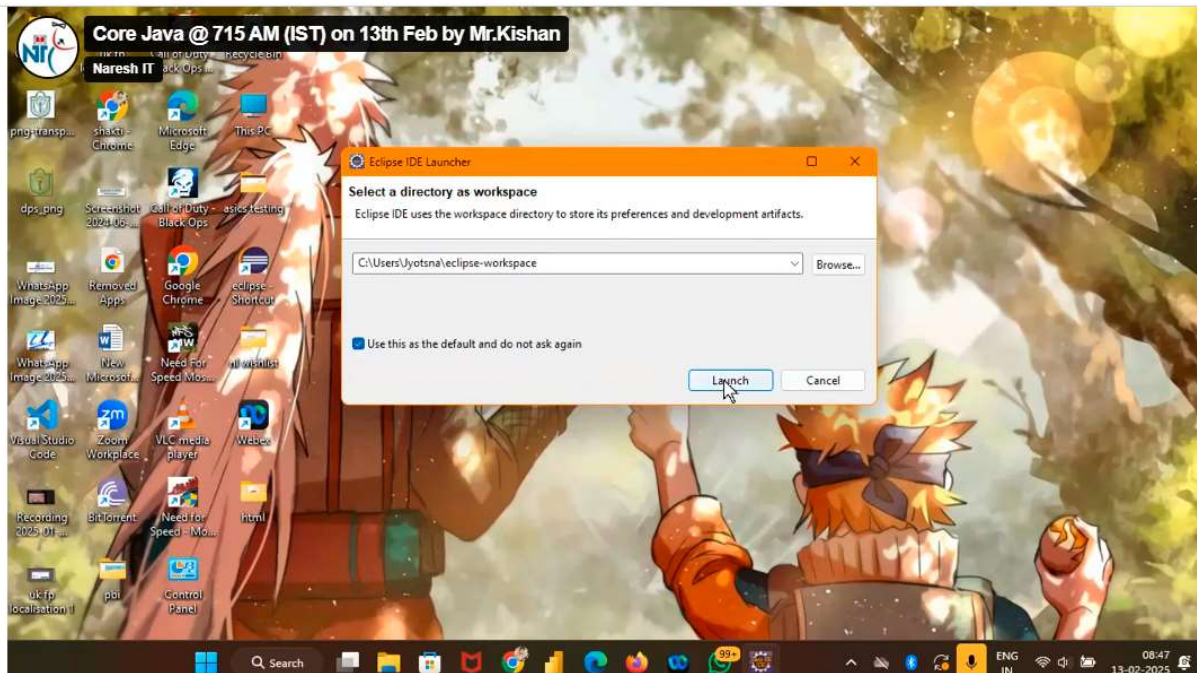 Core Java @ 715 AM (IST) on 13th Feb by Mr.Kishan
Naresh IT
Recycle Bin
png-transp...
shakti - Chrome
Microsoft Edge
This PC
dps_png
Screenshot 2024-06-...
Call of Duty - Black Ops
asics testing
WhatsApp Image 2025...
Removed Apps
Google Chrome
eclipse - Shortcut
WhatsApp Image 2025...
New Microsof...
Need For Speed Mos...
Visual Studio Code
Zoom Workplace
VLC media player
Webex
Recording 2025-01-...
BitTorrent
Need for Speed - Mo...
html
uk fp localisation 1
pbi
Control Panel
Eclipse IDE Launcher
Select a directory as workspace
Eclipse IDE uses the workspace directory to store its preferences and development artifacts.
C:\Users\Jyotsna\eclipse-workspace
Browse...
Use this as the default and do not ask again
Launch
Cancel
Search
99+
ENG
IN
08:47
13-02-2025